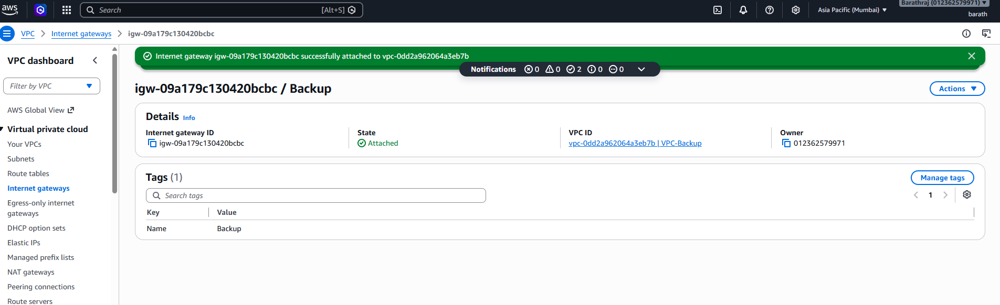 aws
Search
[Alt+S]
Asia Pacific (Mumbai)
Barathraj (012362579971)
barath
VPC
Internet gateways
igw-09a179c130420bcbc
VPC dashboard
Filter by VPC
AWS Global View
Virtual private cloud
Your VPCs
Subnets
Route tables
Internet gateways
Egress-only internet
gateways
DHCP option sets
Elastic IPs
Managed prefix lists
NAT gateways
Peering connections
Route servers
Internet gateway igw-09a179c130420bcbc successfully attached to vpc-0dd2a962064a3eb7b
Notifications 0 0 2 0 0
igw-09a179c130420bcbc / Backup
Actions
Details Info
Internet gateway ID
igw-09a179c130420bcbc
State
Attached
VPC ID
vpc-0dd2a962064a3eb7b | VPC-Backup
Owner
012362579971
Tags (1)
Manage tags
Search tags
1
Key Value
Name Backup